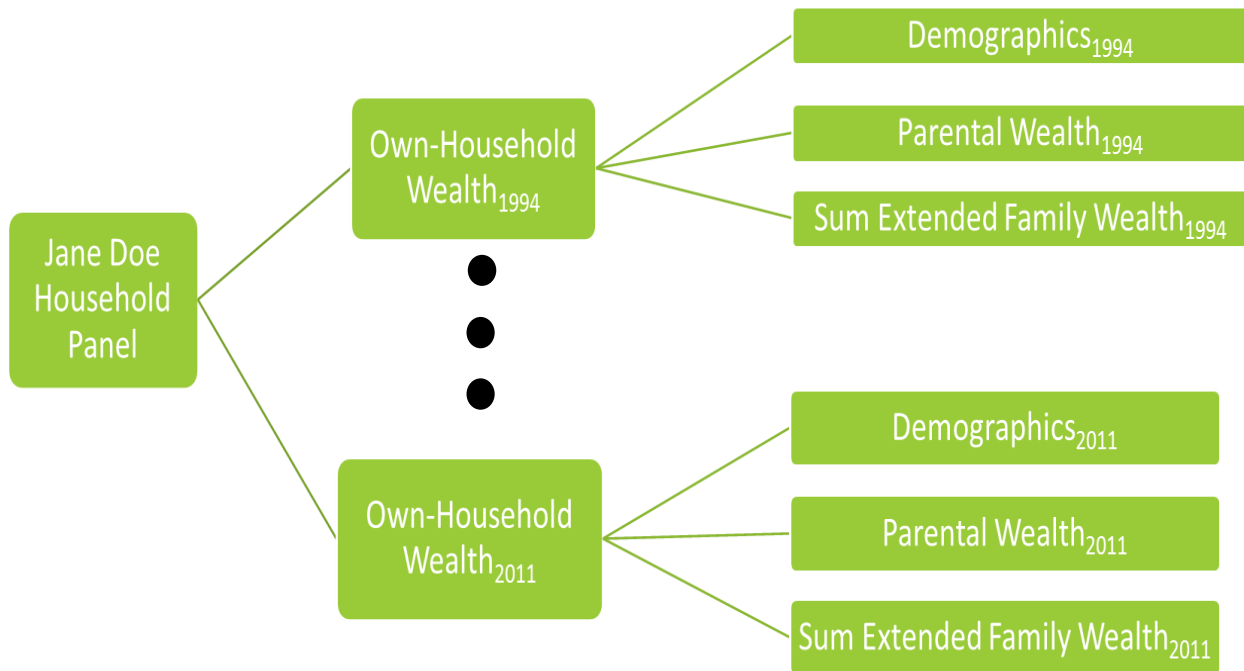 Jane Doe
Household
Panel
Own-Household
Wealth1994
Demographics1994
Parental Wealth1994
Sum Extended Family Wealth1994
Own-Household
Wealth2011
Demographics2011
Parental Wealth2011
Sum Extended Family Wealth2011